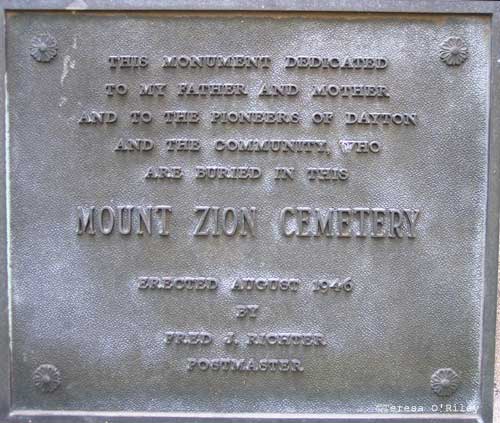 THIS MONUMENT DEDICATED
TO MY FATHER AND MOTHER
AND TO THE PIONEERS OF DAYTON
AND THE COMMUNITY, WHO
ARE BURIED IN THIS
MOUNT ZION CEMETERY
ERECTED AUGUST 1946
BY
FRED J. RICHTER
POSTMASTER
©Teresa O'Riley